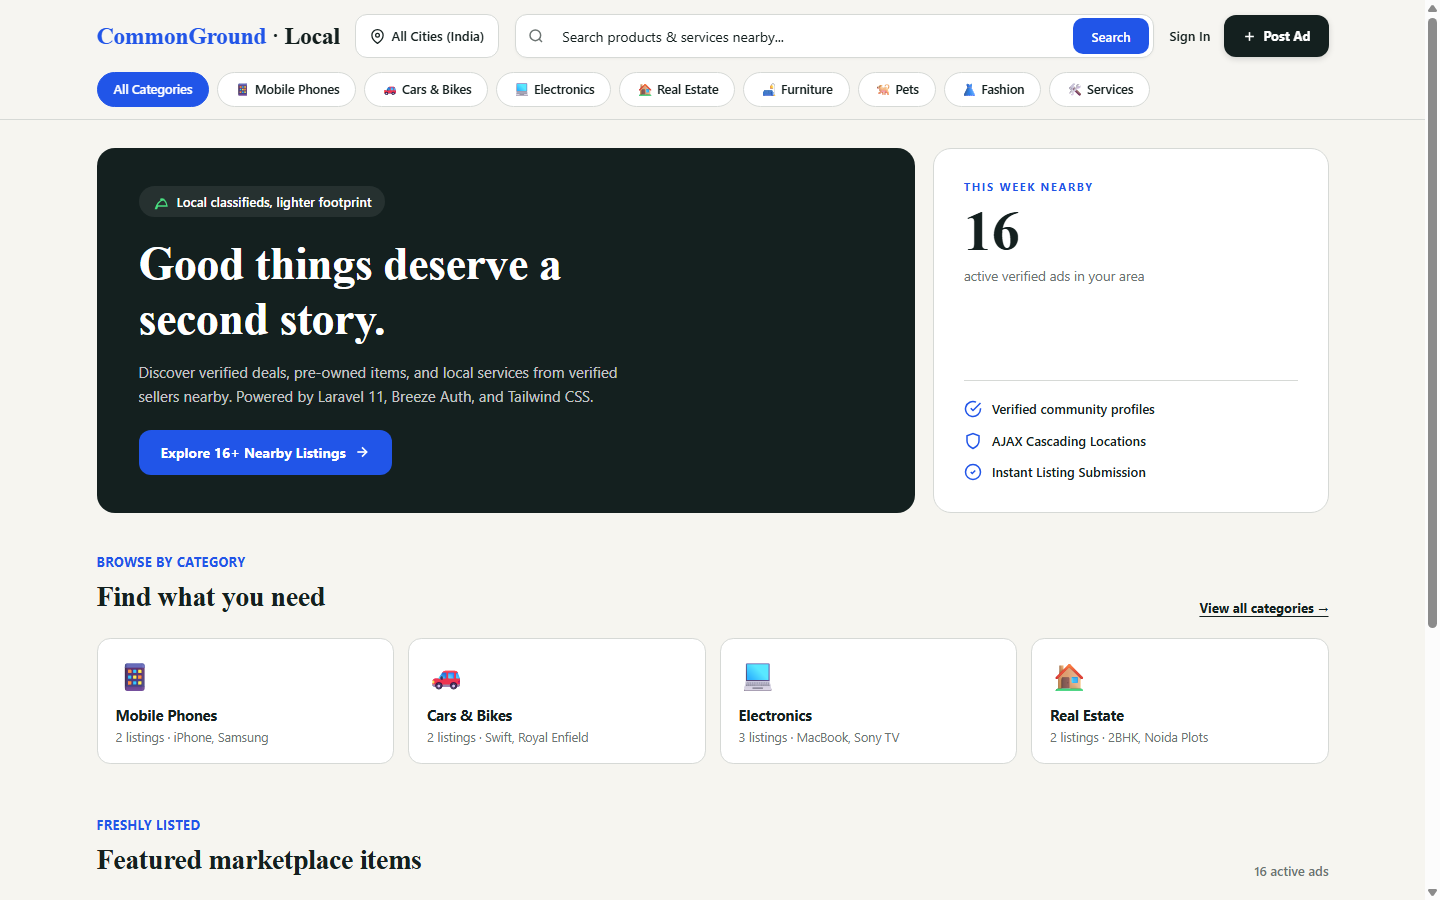 CommonGround · Local
All Cities (India)
Search products & services nearby...
Search
Sign In
+ Post Ad
All Categories
Mobile Phones
Cars & Bikes
Electronics
Real Estate
Furniture
Pets
Fashion
Services
Local classifieds, lighter footprint
Good things deserve a
second story.
Discover verified deals, pre-owned items, and local services from verified
sellers nearby. Powered by Laravel 11, Breeze Auth, and Tailwind CSS.
Explore 16+ Nearby Listings →
THIS WEEK NEARBY
16
active verified ads in your area
Verified community profiles
AJAX Cascading Locations
Instant Listing Submission
BROWSE BY CATEGORY
Find what you need
View all categories →
Mobile Phones
2 listings · iPhone, Samsung
Cars & Bikes
2 listings · Swift, Royal Enfield
Electronics
3 listings · MacBook, Sony TV
Real Estate
2 listings · 2BHK, Noida Plots
FRESHLY LISTED
Featured marketplace items
16 active ads